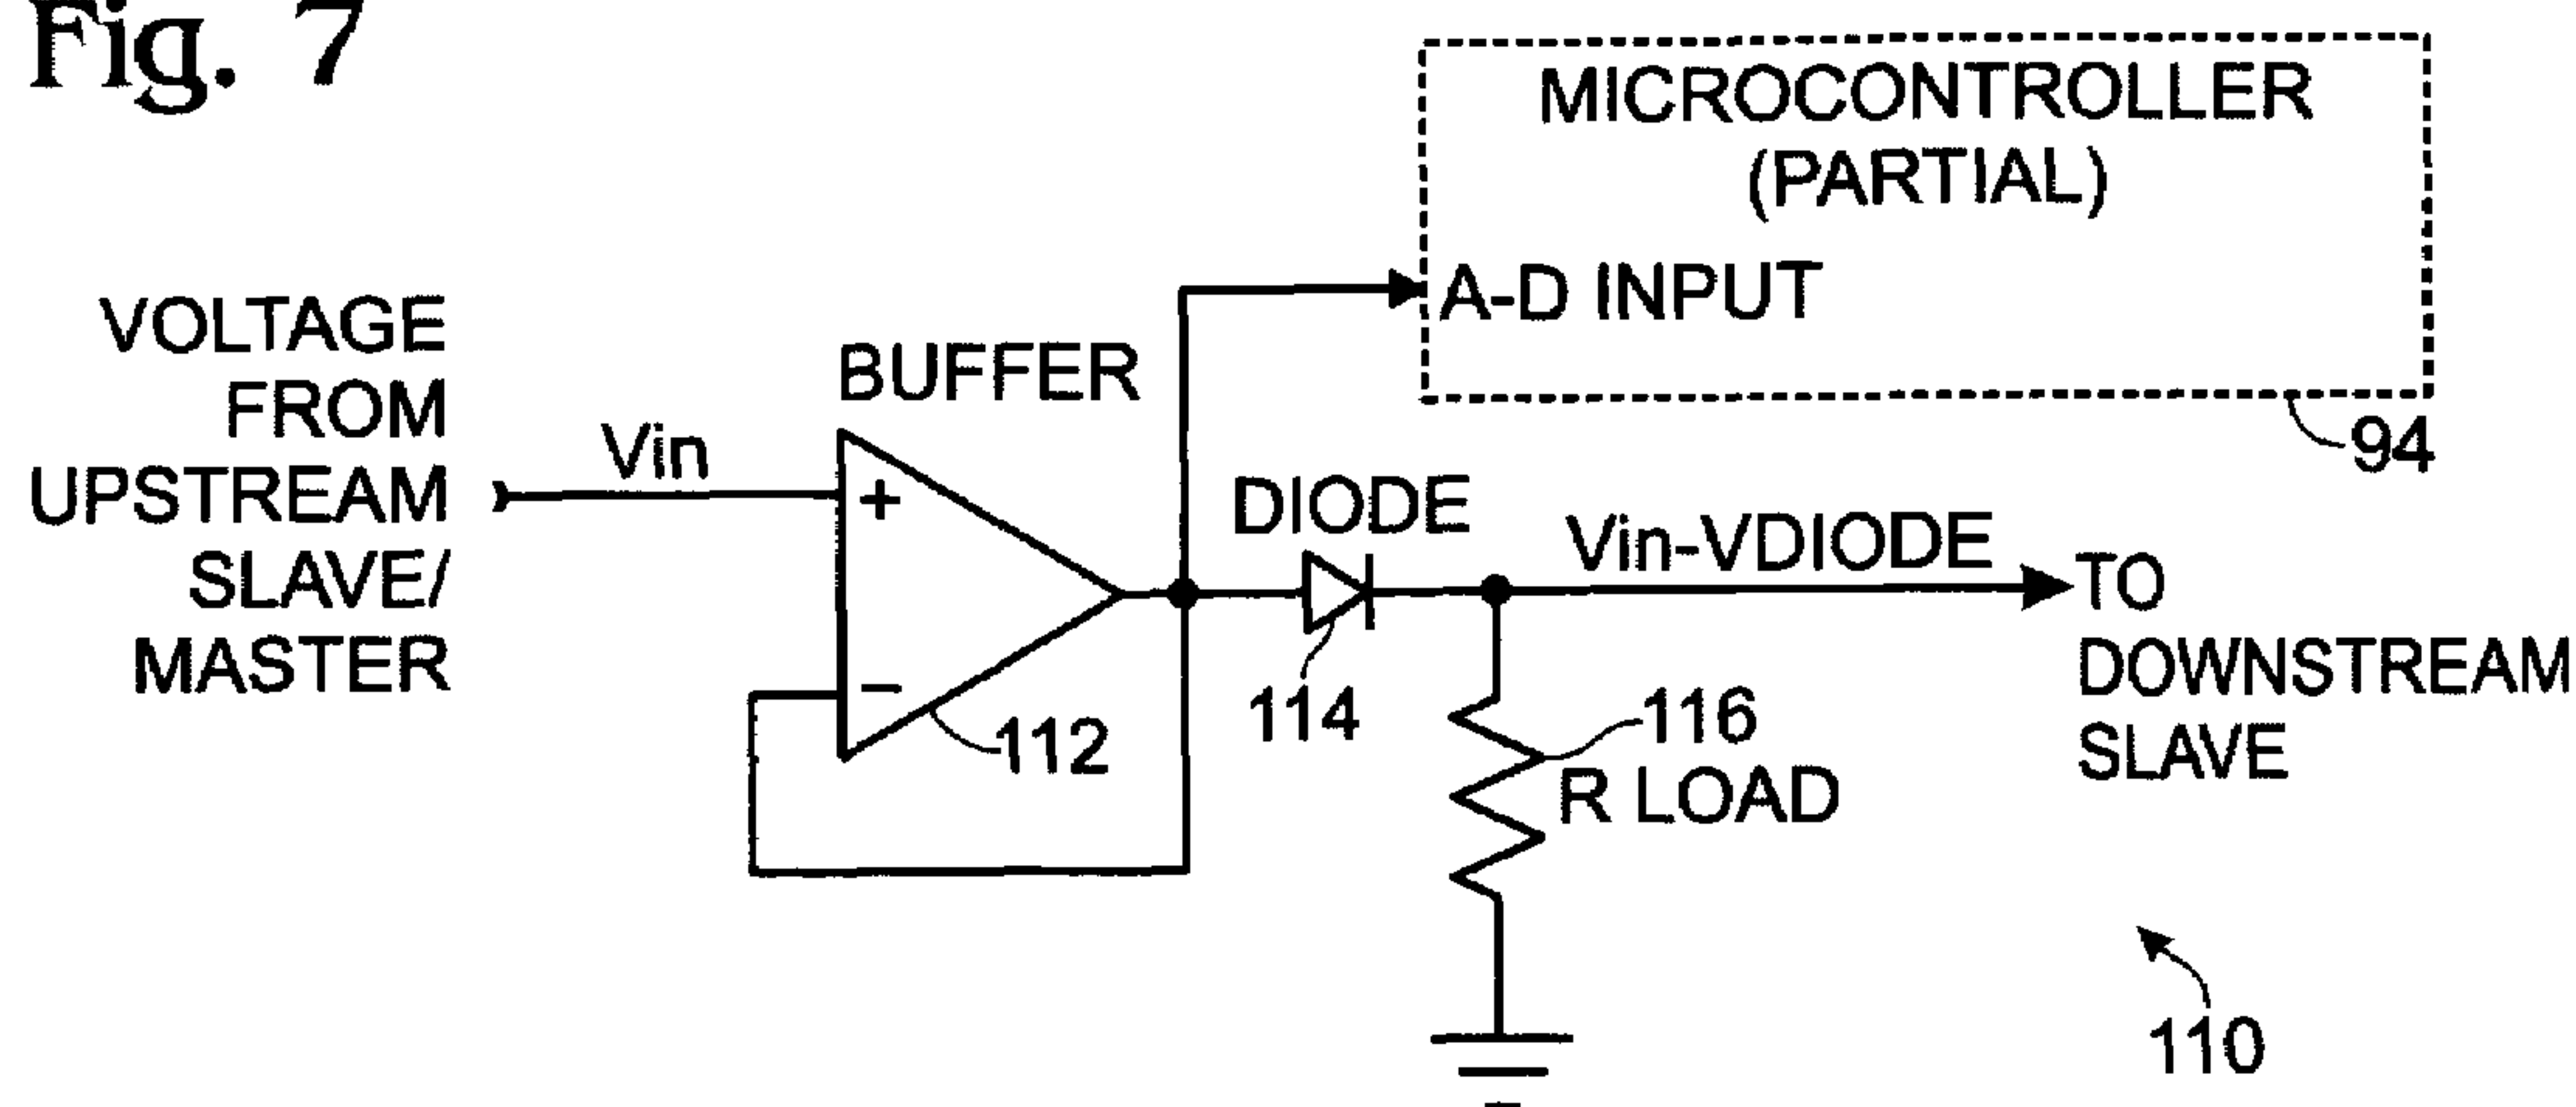 Fig. 7
MICROCONTROLLER
(PARTIAL)
A-D INPUT
94
VOLTAGE
FROM
UPSTREAM
SLAVE/
MASTER
Vin
BUFFER
+
−
112
DIODE
114
Vin-VDIODE
TO
DOWNSTREAM
SLAVE
116
R LOAD
110